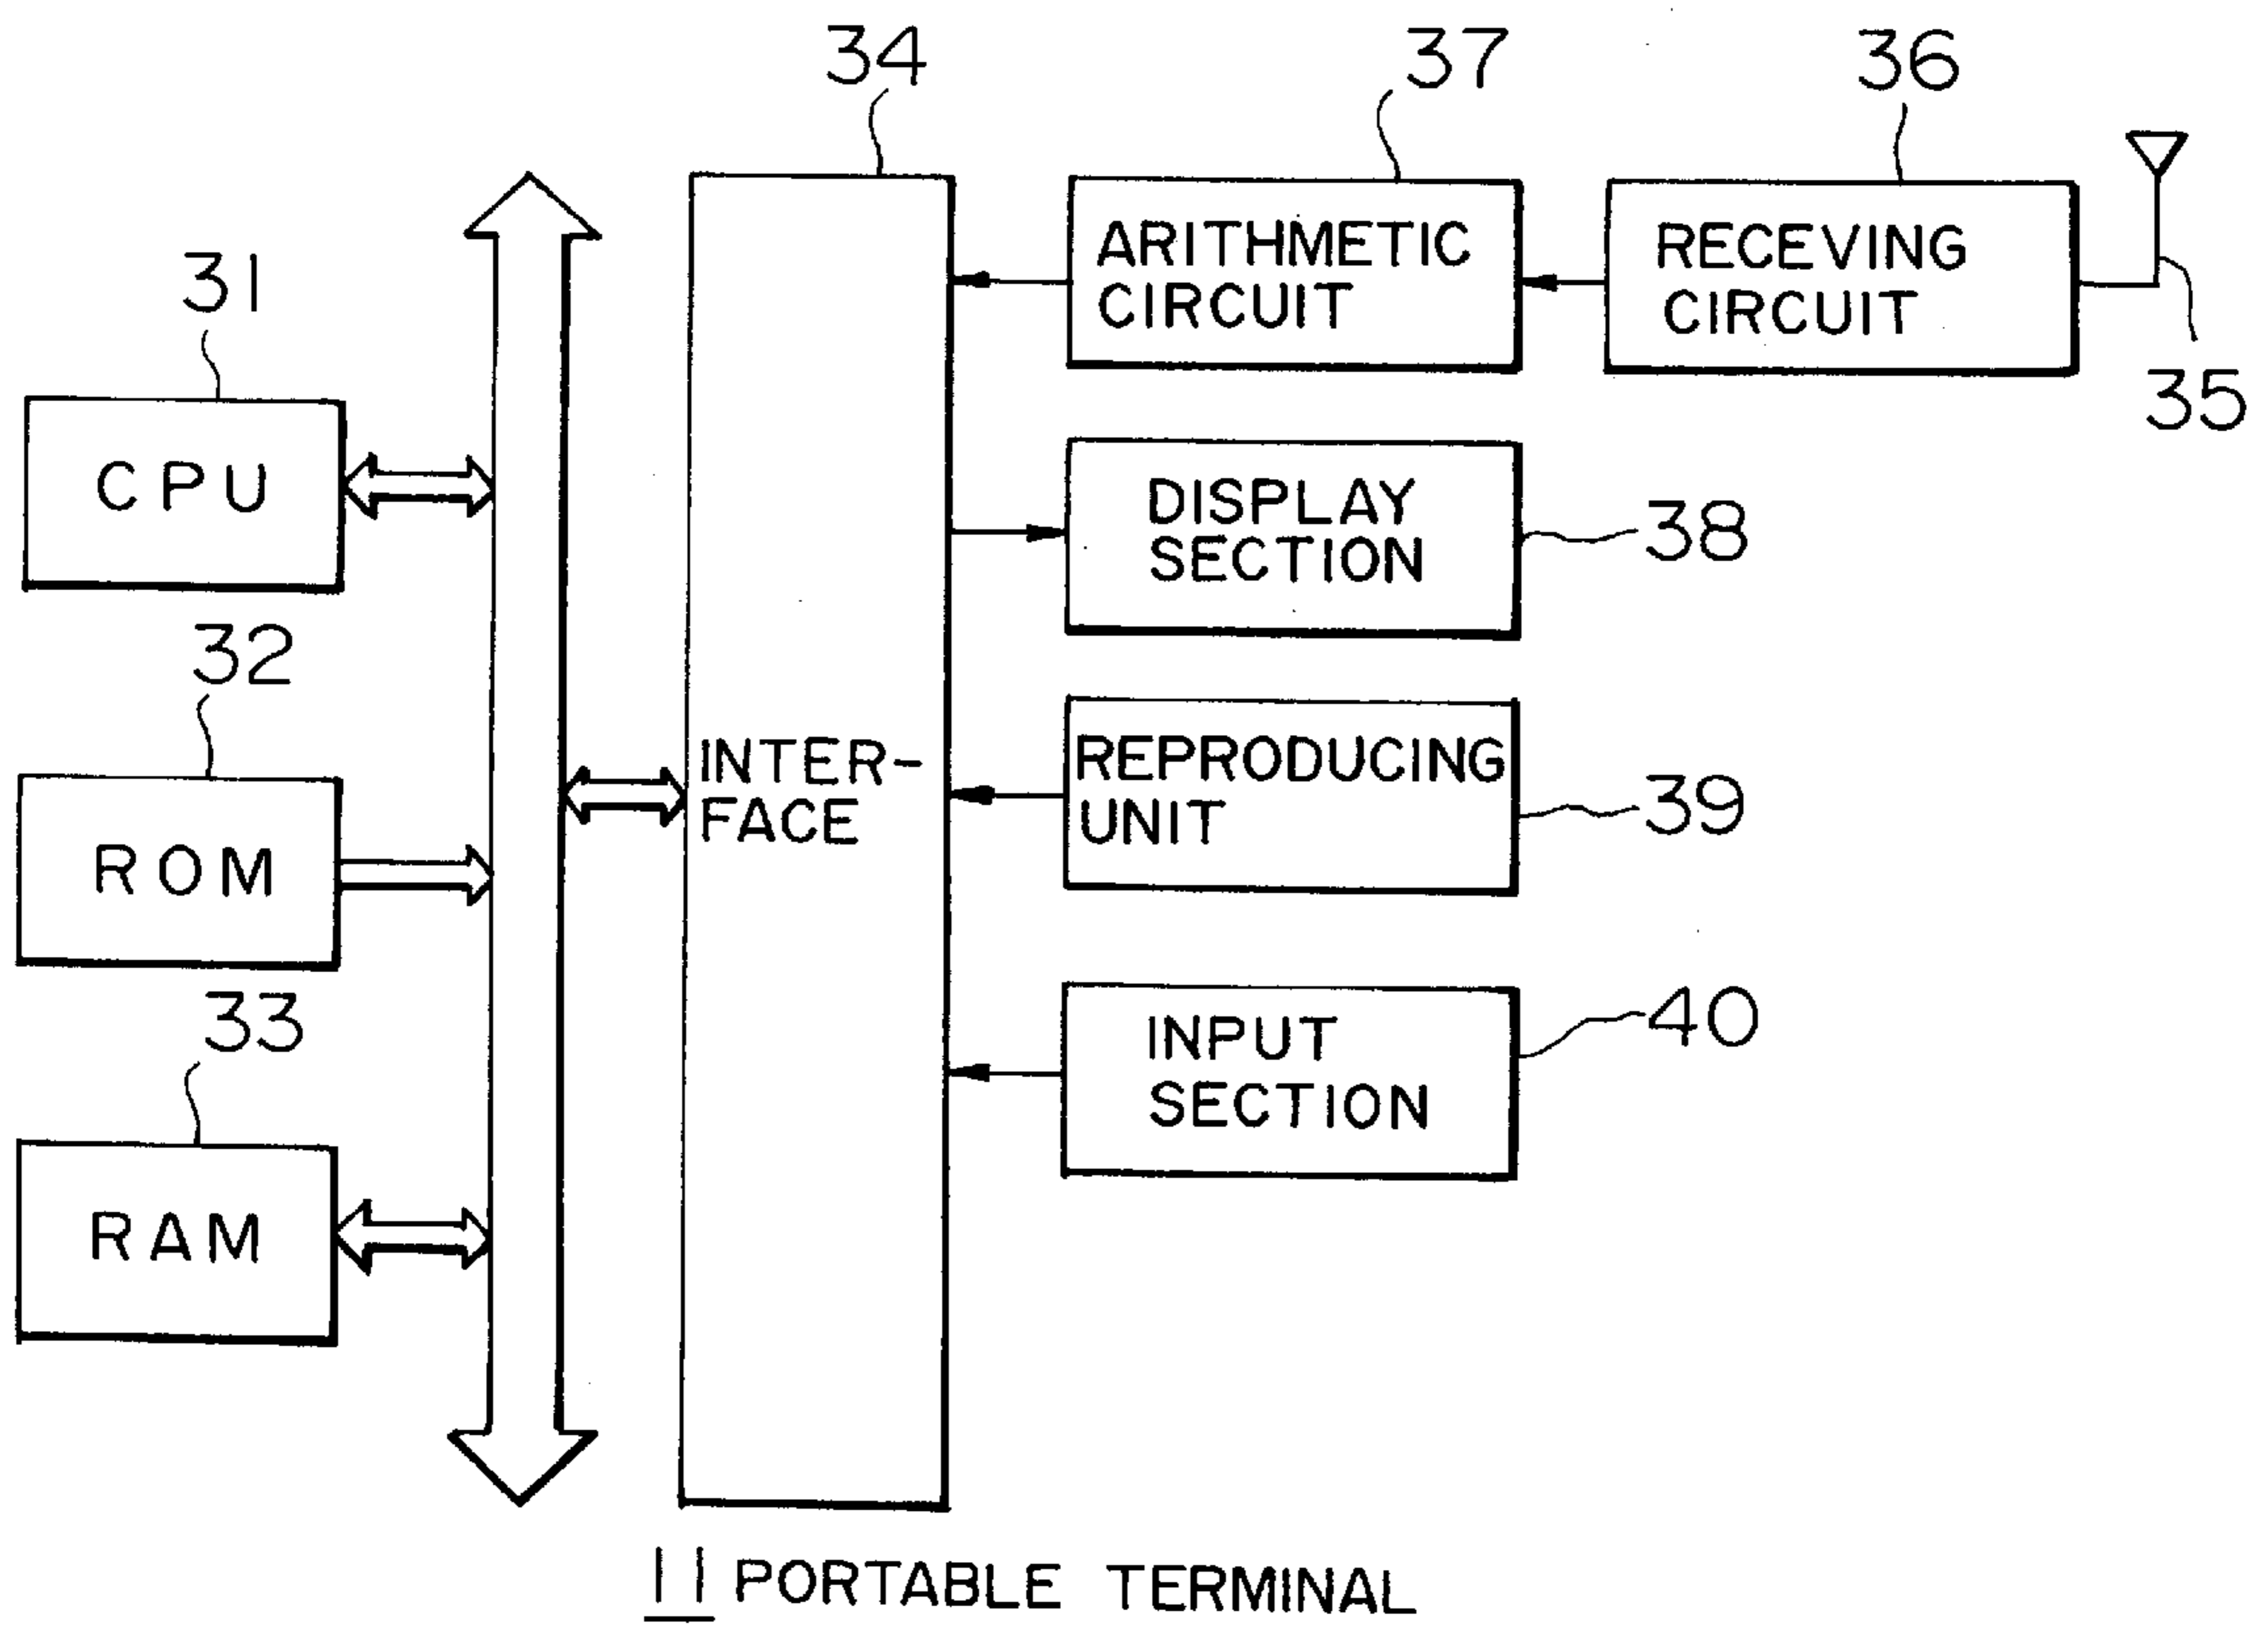 34
37
36
31
ARITHMETIC
CIRCUIT
RECEVING
CIRCUIT
35
CPU
DISPLAY
SECTION
38
32
INTER-
FACE
REPRODUCING
UNIT
39
ROM
33
INPUT
SECTION
40
RAM
11 PORTABLE TERMINAL